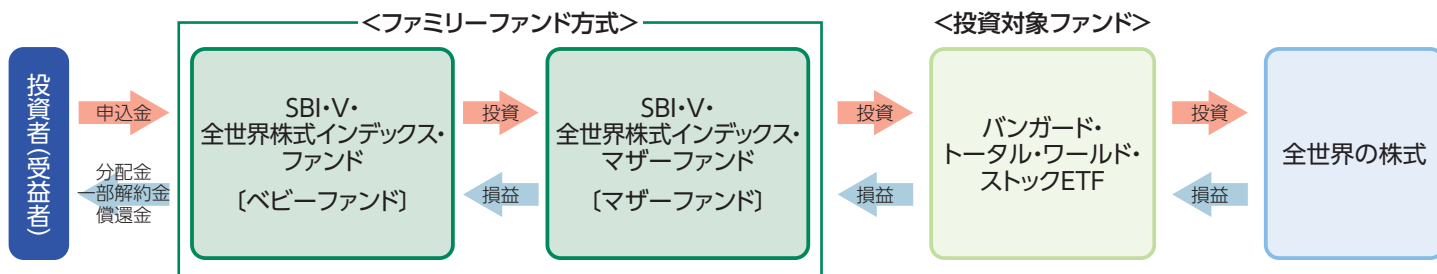 <ファミリーファンド方式>
<投資対象ファンド>
投資者(受益者)
申込金
分配金
一部解約金
償還金
SBI・V・
全世界株式インデックス・
ファンド
〔ベビーファンド〕
投資
損益
SBI・V・
全世界株式インデックス・
マザーファンド
〔マザーファンド〕
投資
損益
バンガード・
トータル・ワールド・
ストックETF
投資
損益
全世界の株式